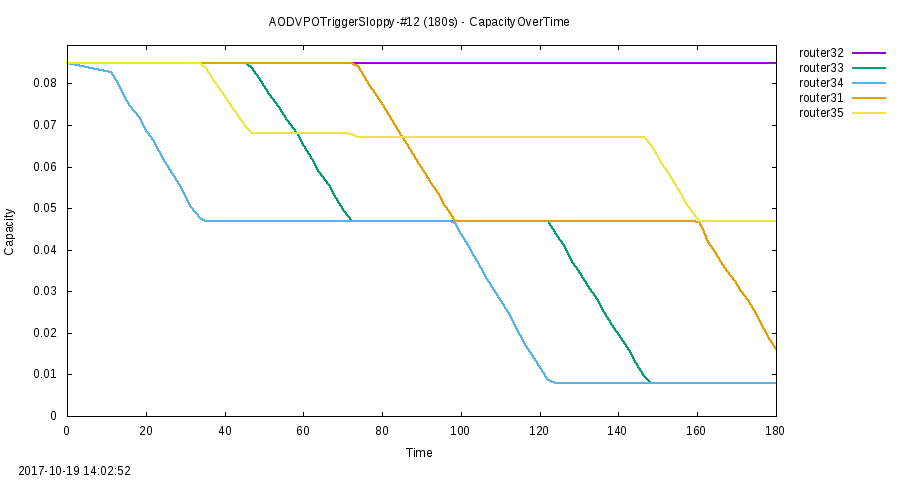 AODVPOTriggerSloppy-#12 (180s) - CapacityOverTime
router32
router33
router34
router31
router35
0.08
0.07
0.06
0.05
0.04
0.03
0.02
0.01
0
Capacity
0 20 40 60 80 100 120 140 160 180
Time
2017-10-19 14:02:52